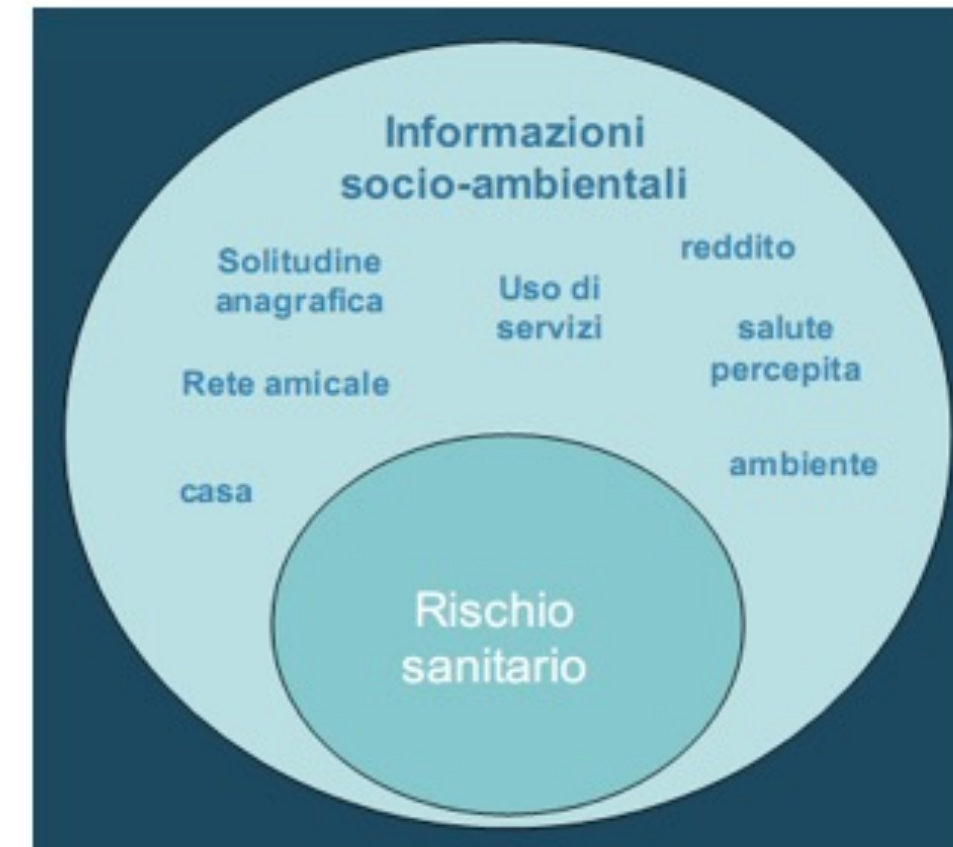 Informazioni
socio-ambientali
reddito
Solitudine
anagrafica
Uso di
servizi
salute
percepita
Rete amicale
ambiente
casa
Rischio
sanitario